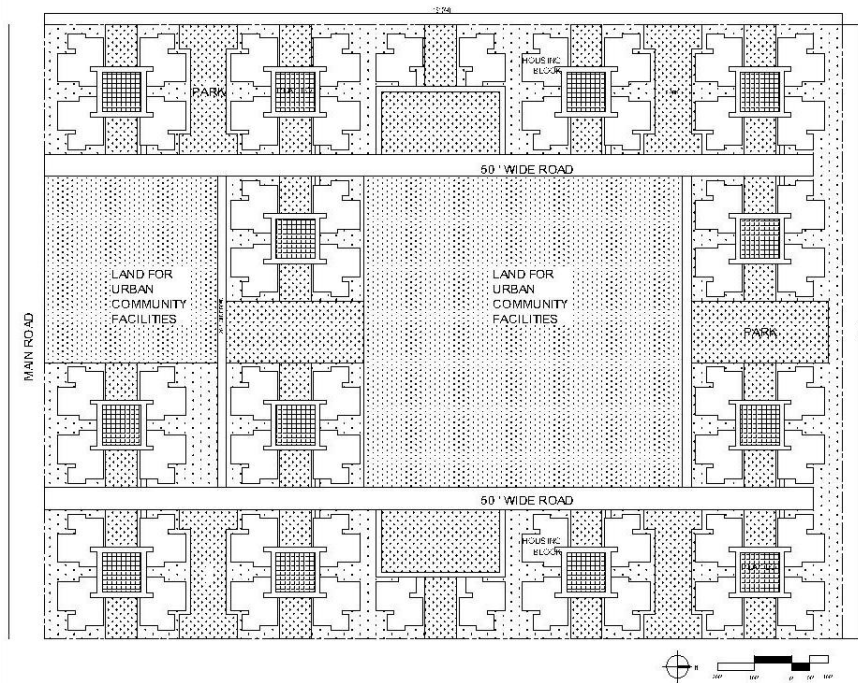 PARK
HOUSING
BLOCK
50 ' WIDE ROAD
LAND FOR
URBAN
COMMUNITY
FACILITIES
LAND FOR
URBAN
COMMUNITY
FACILITIES
MAIN ROAD
PARK
50 ' WIDE ROAD
HOUSING
BLOCK